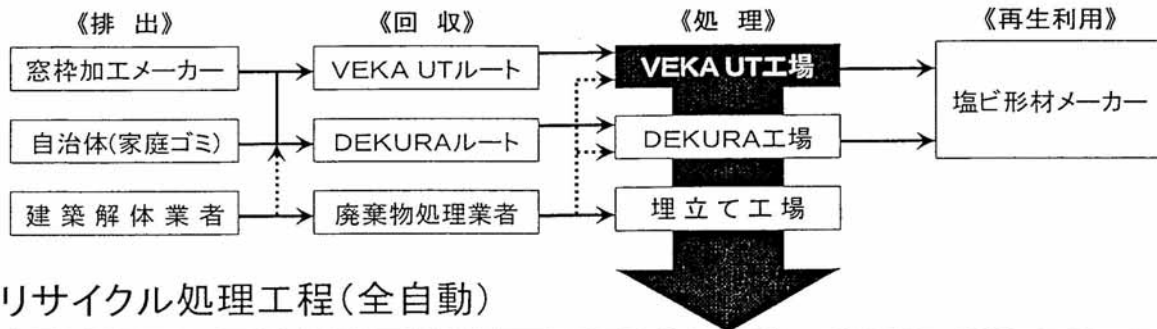 《排 出》 《回 収》 《処 理》 《再生利用》
窓枠加工メーカー VEKA UTルート VEKA UT工場
塩ビ形材メーカー
自治体(家庭ゴミ) DEKURAルート DEKURA工場
建築解体業者 廃棄物処理業者 埋立て工場
リサイクル処理工程(全自動)